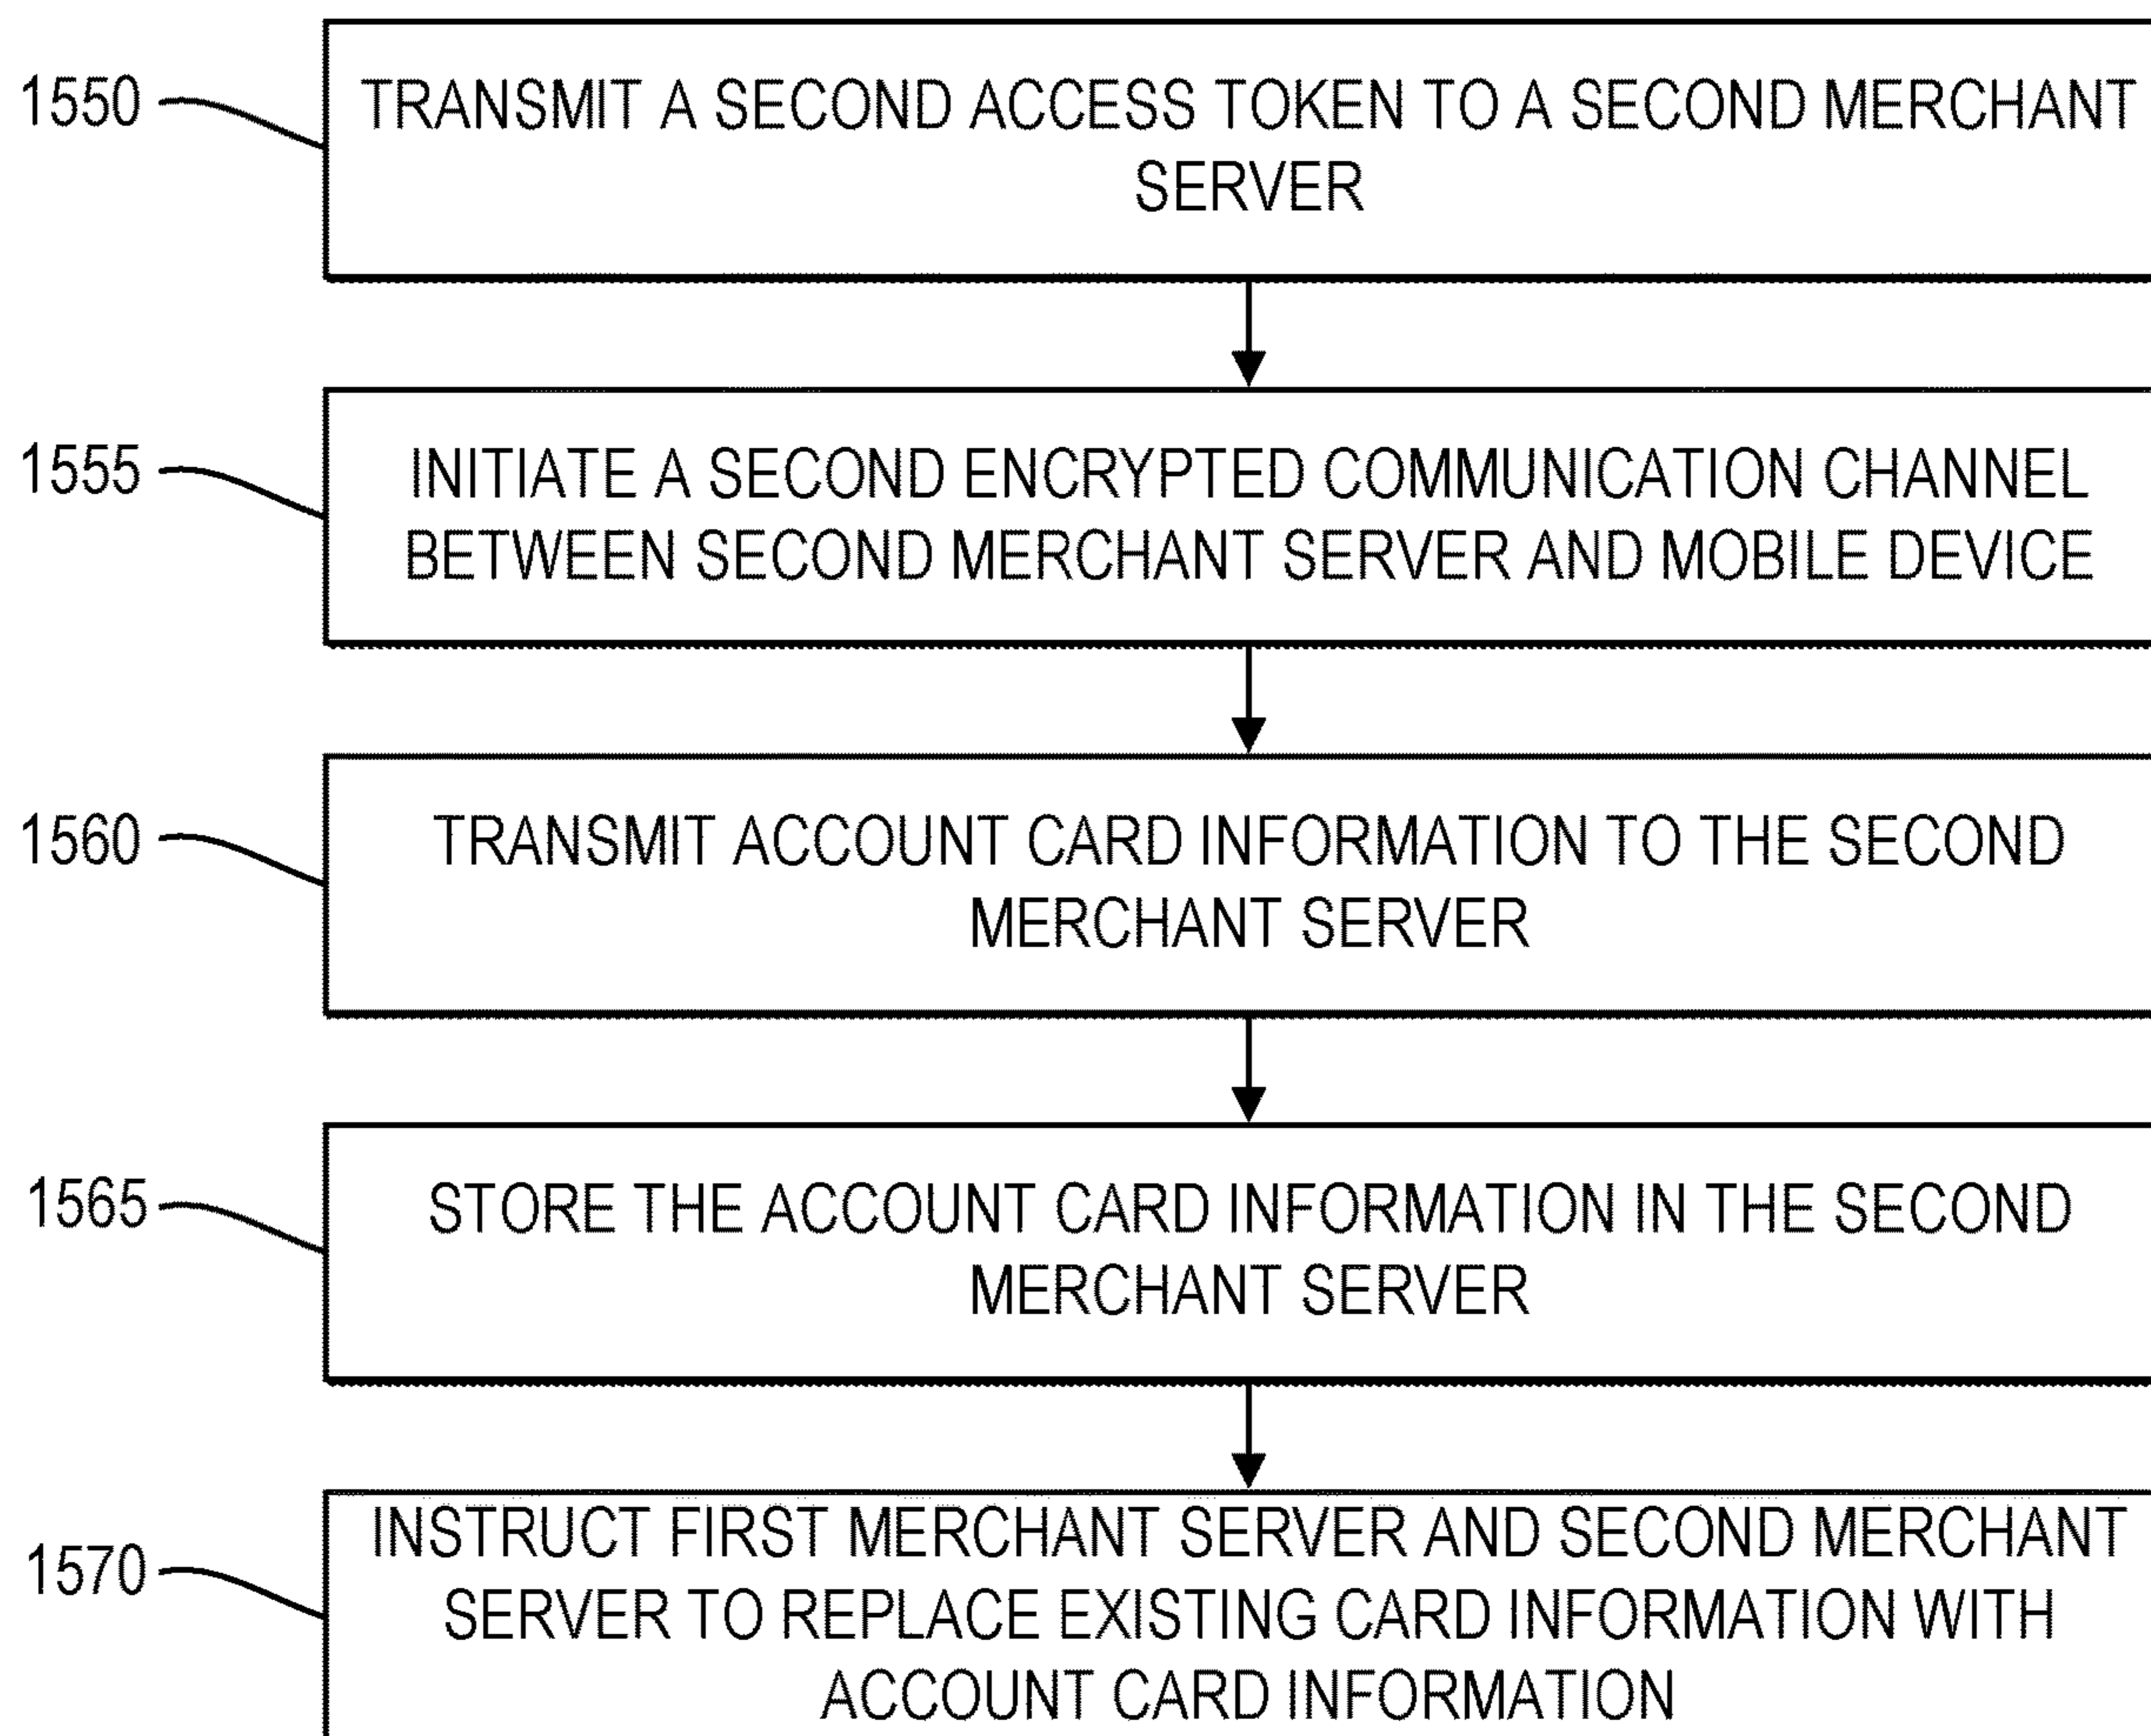 1550
TRANSMIT A SECOND ACCESS TOKEN TO A SECOND MERCHANT
SERVER
1555
INITIATE A SECOND ENCRYPTED COMMUNICATION CHANNEL
BETWEEN SECOND MERCHANT SERVER AND MOBILE DEVICE
1560
TRANSMIT ACCOUNT CARD INFORMATION TO THE SECOND
MERCHANT SERVER
1565
STORE THE ACCOUNT CARD INFORMATION IN THE SECOND
MERCHANT SERVER
1570
INSTRUCT FIRST MERCHANT SERVER AND SECOND MERCHANT
SERVER TO REPLACE EXISTING CARD INFORMATION WITH
ACCOUNT CARD INFORMATION